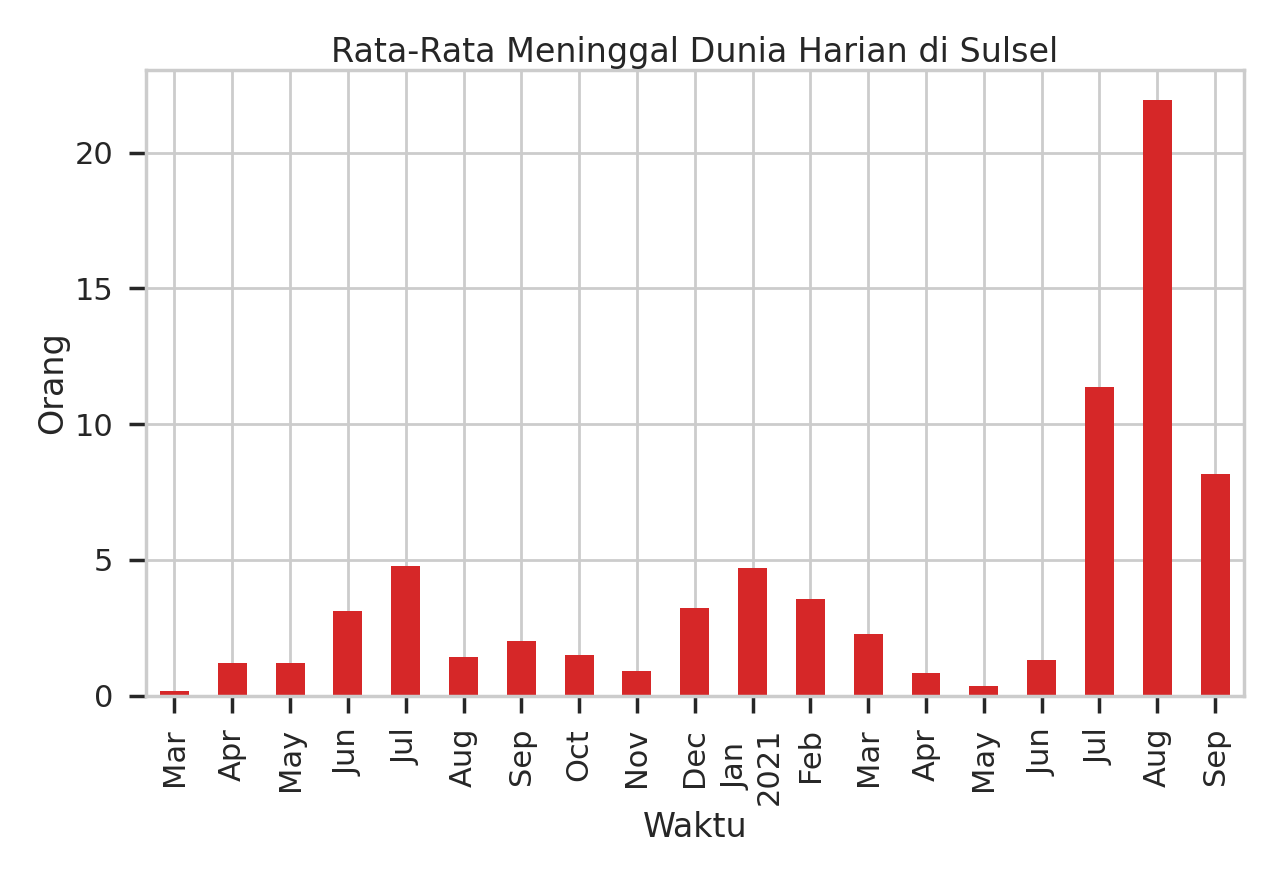 Rata-Rata Meninggal Dunia Harian di Sulsel
20
15
10
5
0
Orang
Mar
Apr
May
Jun
Jul
Aug
Sep
Oct
Nov
Dec
Jan
2021
Feb
Mar
Apr
May
Jun
Jul
Aug
Sep
Waktu